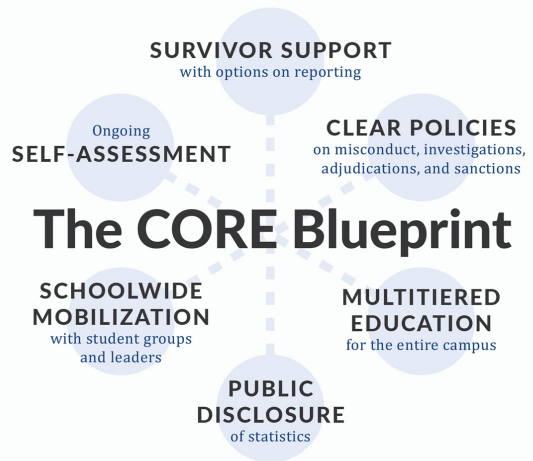 SURVIVOR SUPPORT
with options on reporting
Ongoing
SELF-ASSESSMENT
CLEAR POLICIES
on misconduct, investigations,
adjudications, and sanctions
The CORE Blueprint
SCHOOLWIDE
MOBILIZATION
with student groups
and leaders
MULTITIERED
EDUCATION
for the entire campus
PUBLIC
DISCLOSURE
of statistics